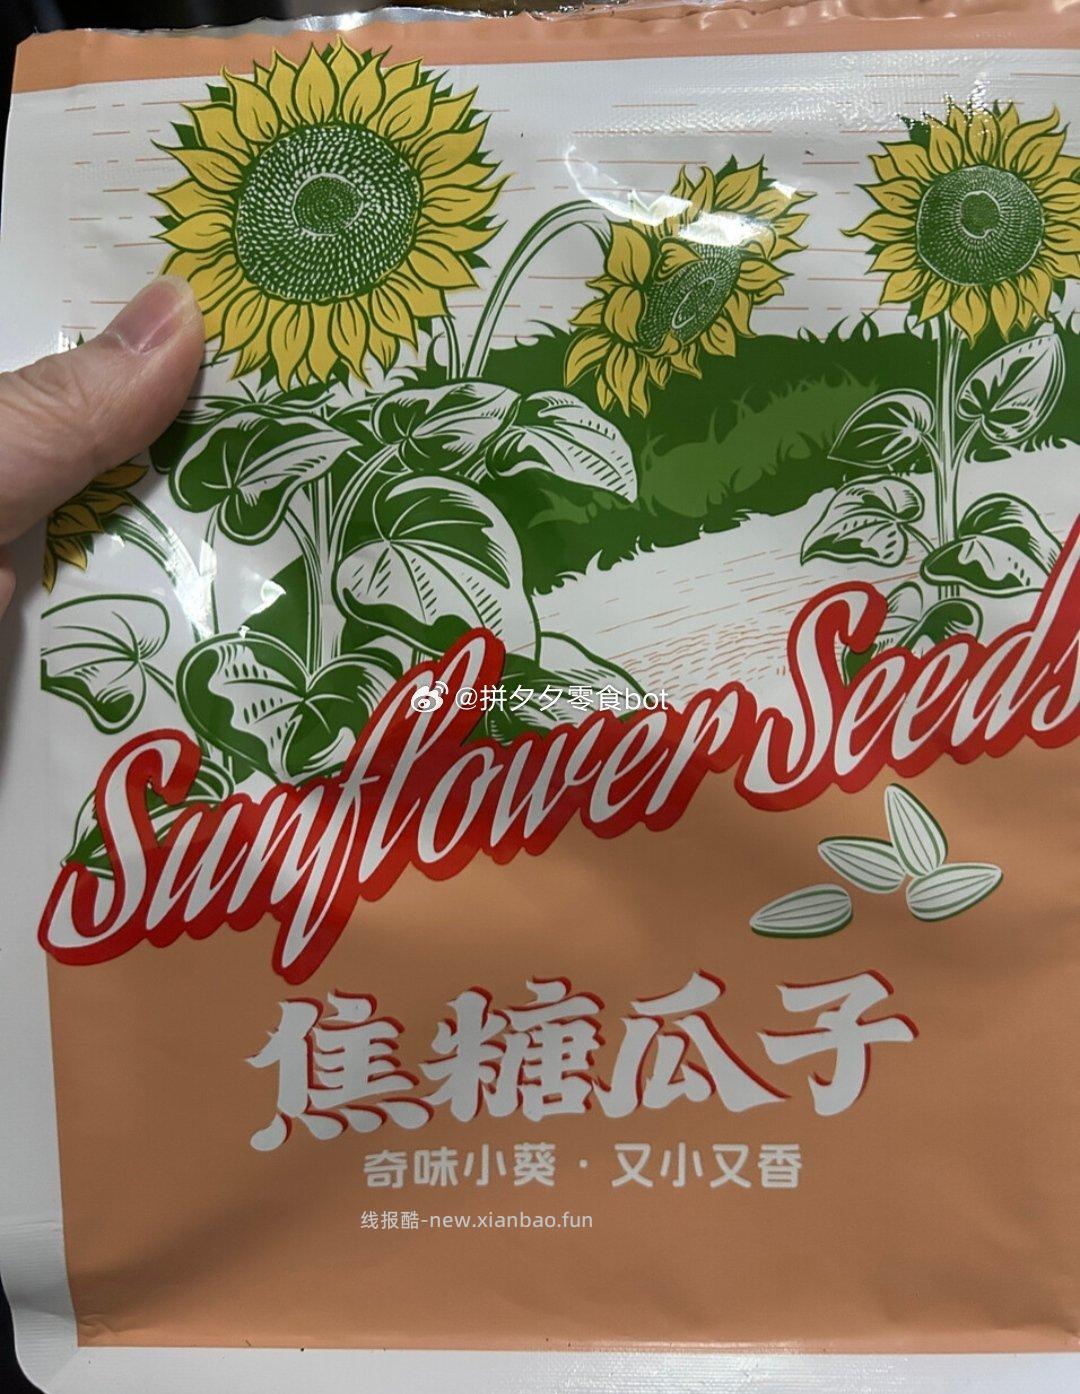 @拼夕夕零食bot
Sunflower Seeds
焦糖瓜子
奇味小葵·又小又香
线报酷-new.xianbao.fun